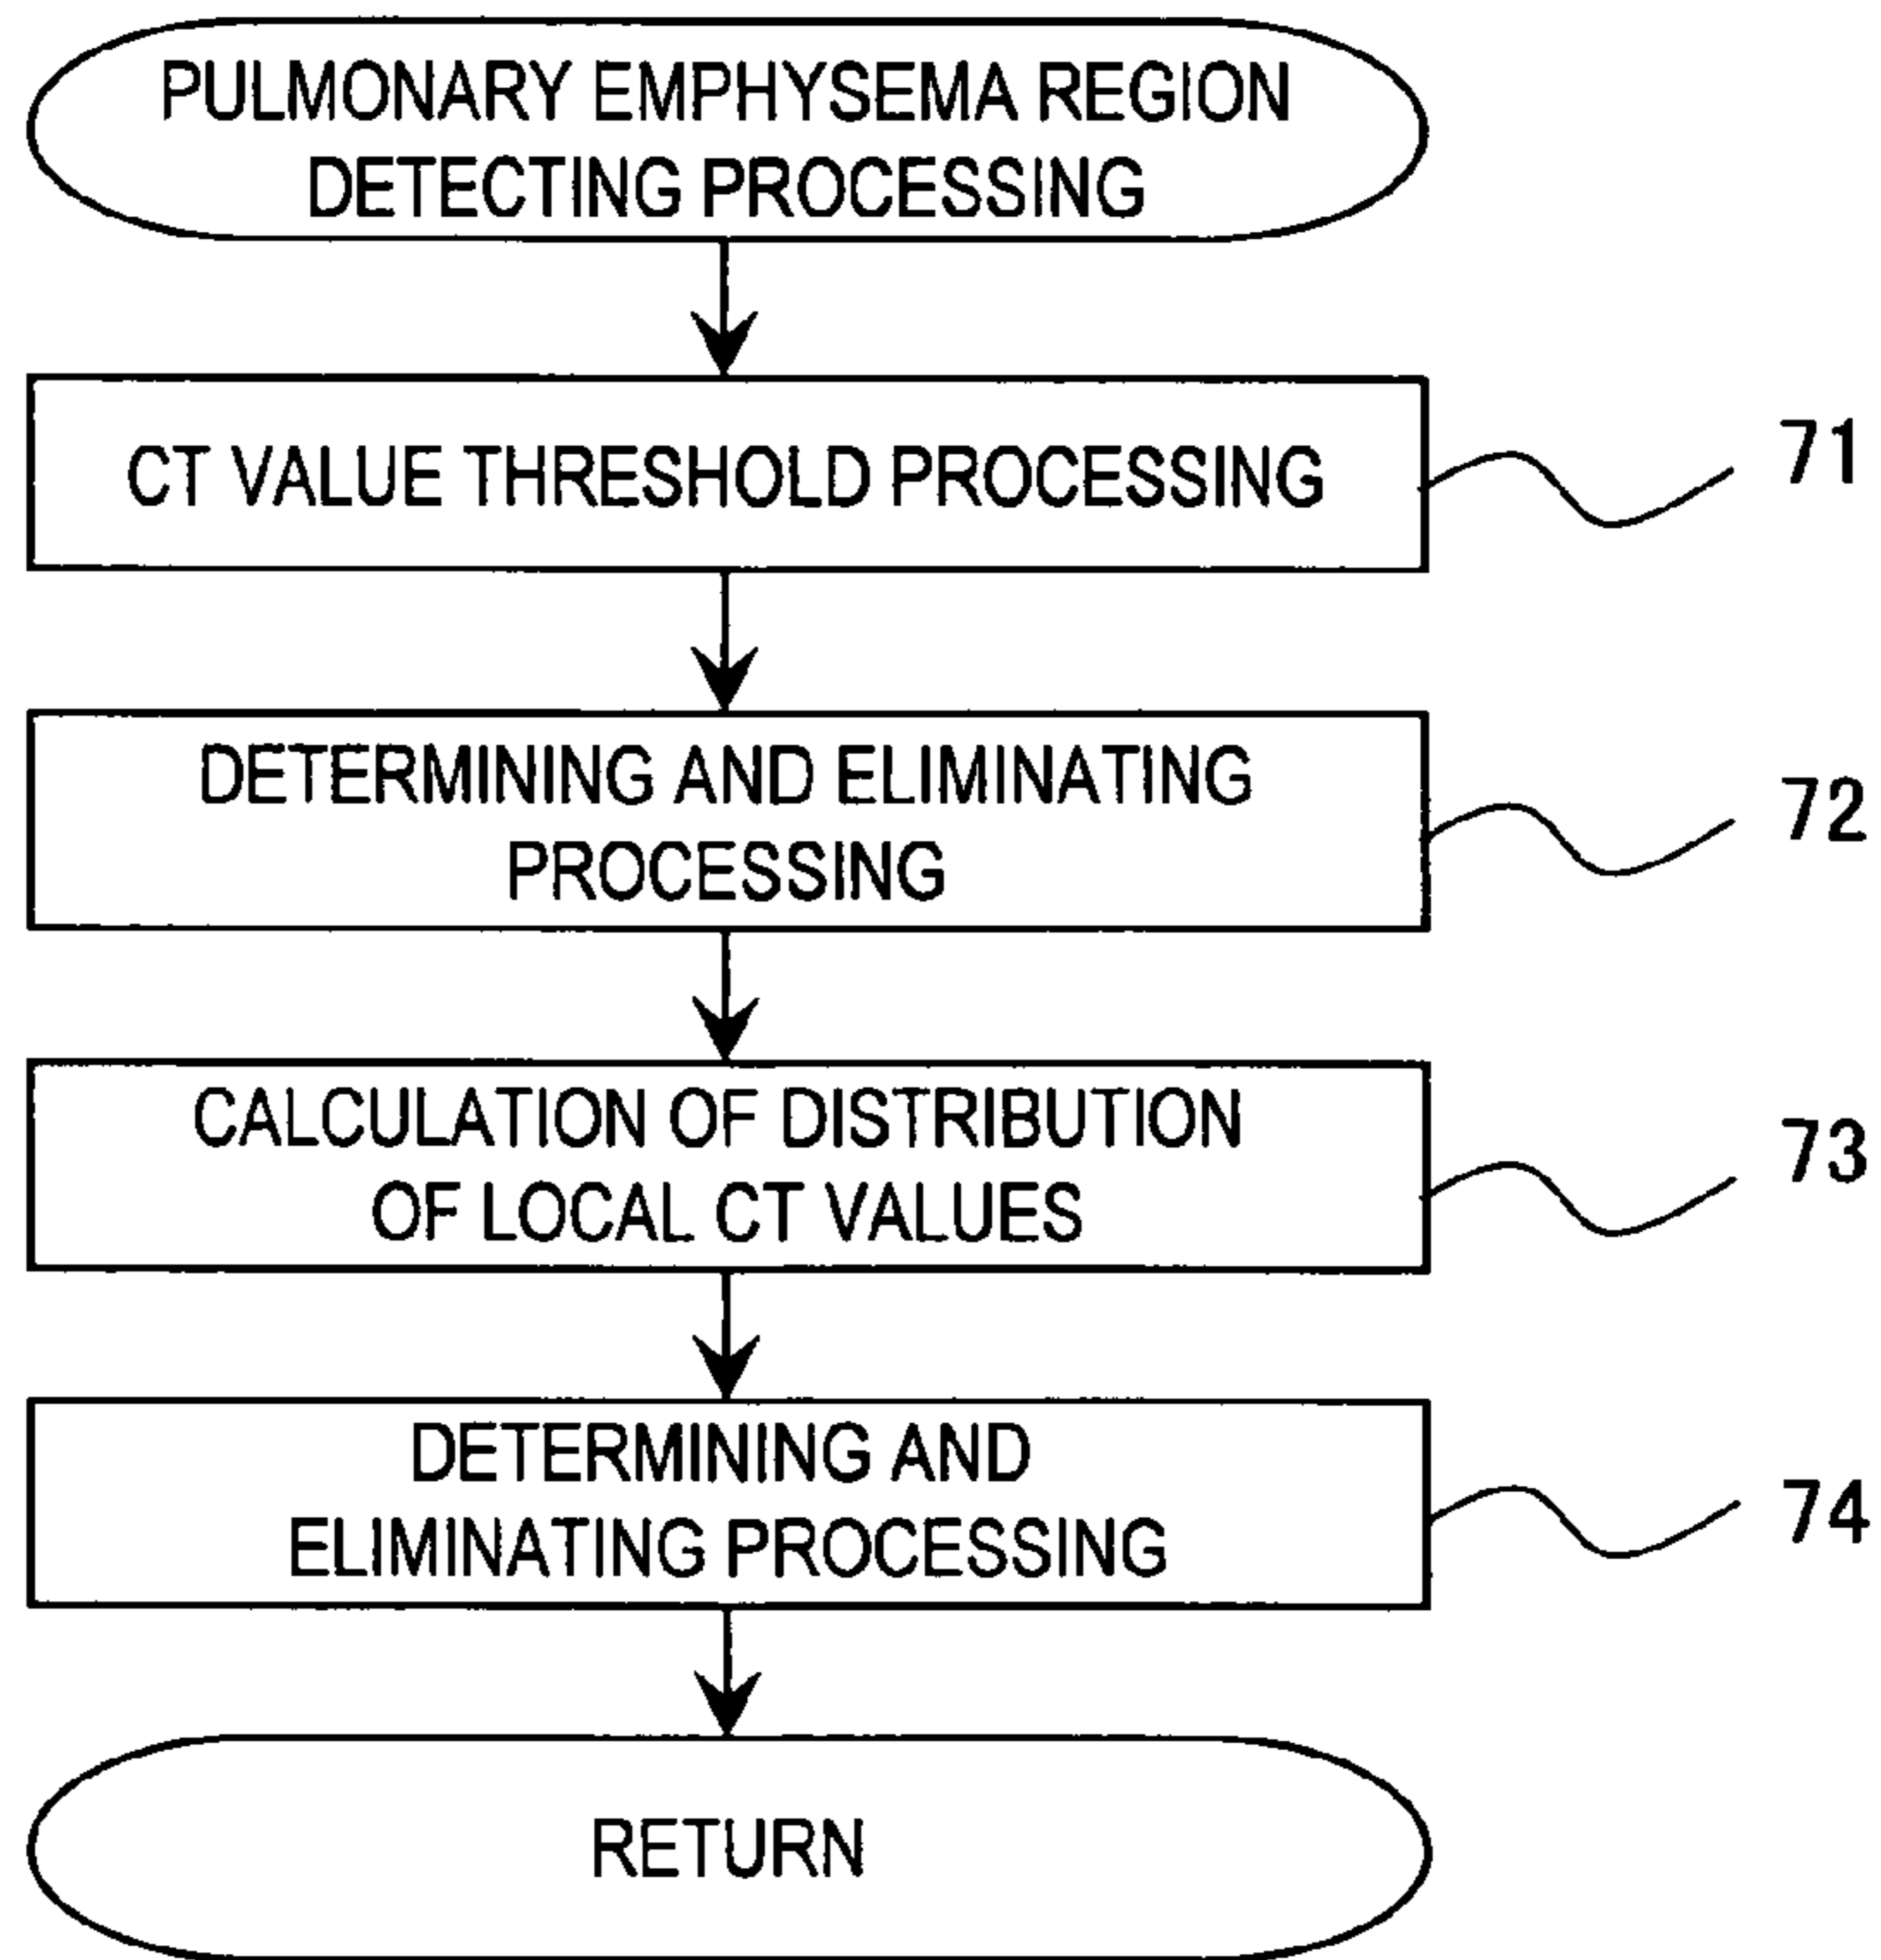 PULMONARY EMPHYSEMA REGION
DETECTING PROCESSING
CT VALUE THRESHOLD PROCESSING
71
DETERMINING AND ELIMINATING
PROCESSING
72
CALCULATION OF DISTRIBUTION
OF LOCAL CT VALUES
73
DETERMINING AND
ELIMINATING PROCESSING
74
RETURN